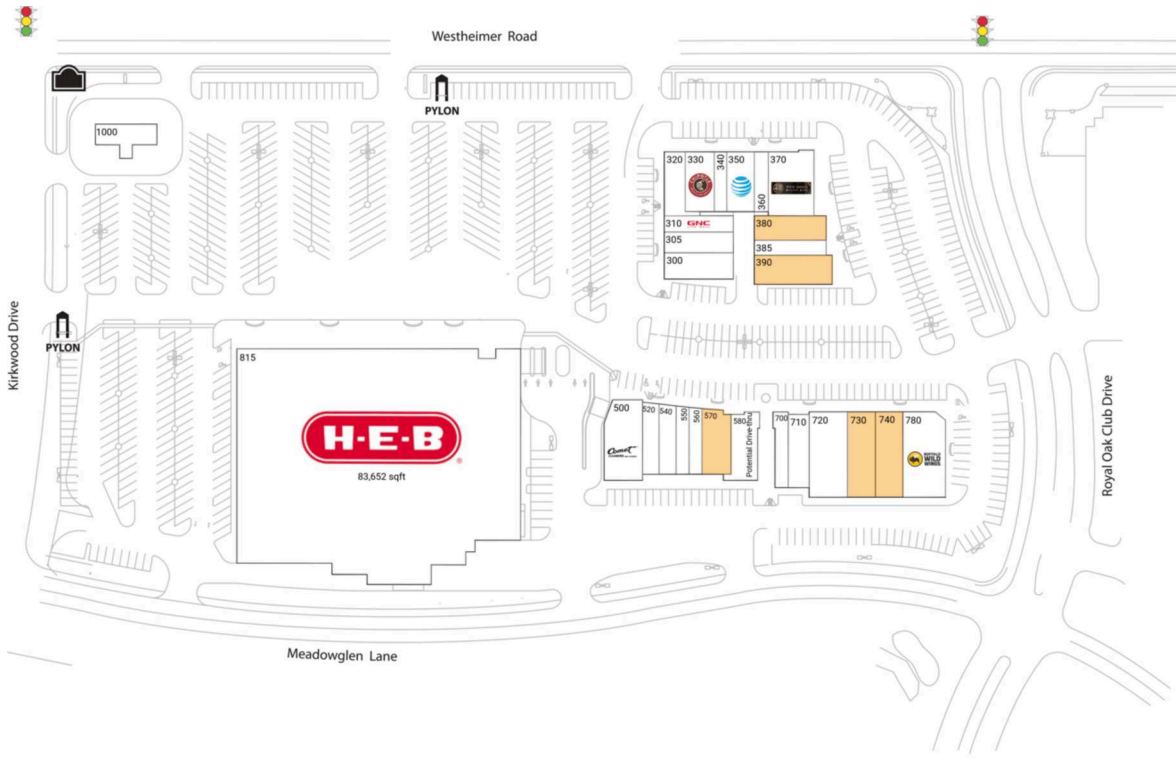 Westheimer Road
PYLON
1000
320
330
340
350
360
370
310
GNC
305
300
380
385
390
Kirkwood Drive
PYLON
815
H-E-B
83,652 sqft
500
520
540
550
560
570
580
Potential Drive-thru
Comet
700
710
720
730
740
780
BUFFALO
WILD
WINGS
Royal Oak Club Drive
Meadowglen Lane